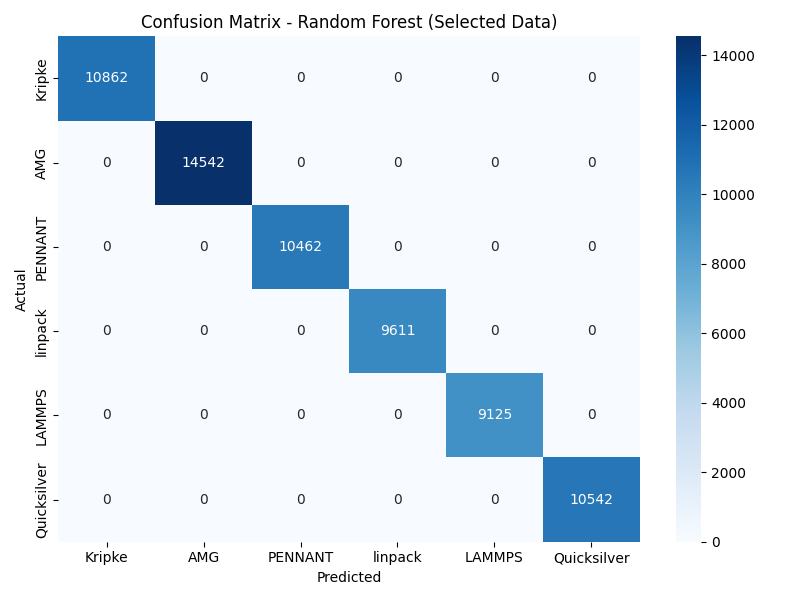 Confusion Matrix - Random Forest (Selected Data)
Kripke 10862 0 0 0 0 0
AMG 0 14542 0 0 0 0
PENNANT 0 0 10462 0 0 0
linpack 0 0 0 9611 0 0
LAMMPS 0 0 0 0 9125 0
Quicksilver 0 0 0 0 0 10542
Actual
Kripke AMG PENNANT linpack LAMMPS Quicksilver
Predicted
14000
12000
10000
8000
6000
4000
2000
0